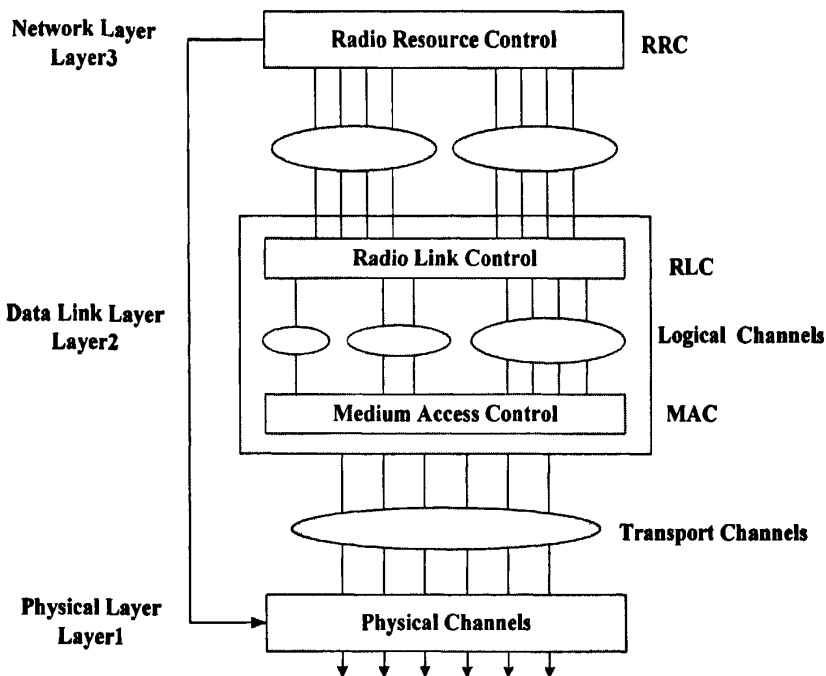 Network Layer
Layer3
Radio Resource Control
RRC
Radio Link Control
RLC
Data Link Layer
Layer2
Logical Channels
Medium Access Control
MAC
Transport Channels
Physical Layer
Layer1
Physical Channels